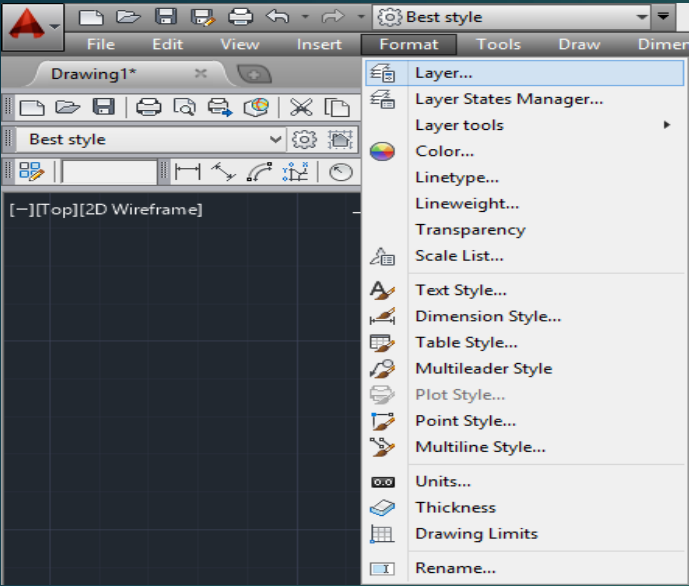 Best style
File Edit View Insert Format Tools Draw Dimen
Drawing1*
Best style
[−][Top][2D Wireframe]
Layer...
Layer States Manager...
Layer tools
Color...
Linetype...
Lineweight...
Transparency
Scale List...
Text Style...
Dimension Style...
Table Style...
Multileader Style
Plot Style...
Point Style...
Multiline Style...
0.0 Units...
Thickness
Drawing Limits
Rename...